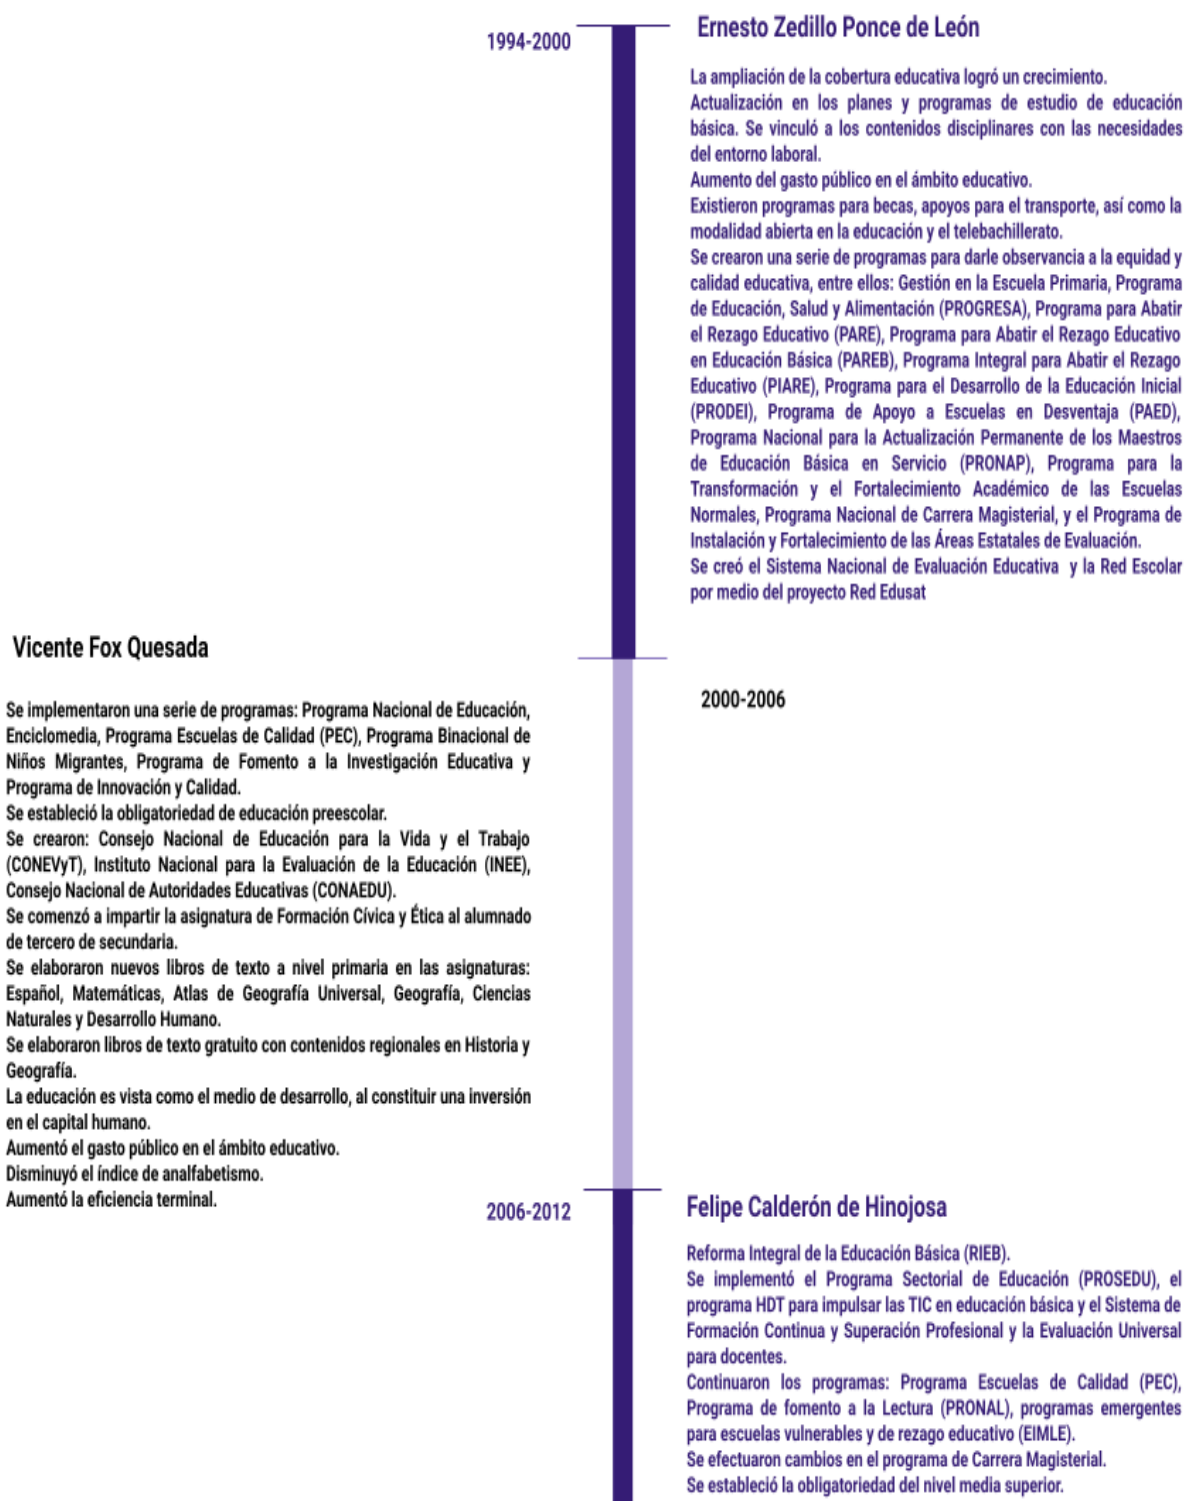 1994-2000
Ernesto Zedillo Ponce de León
La ampliación de la cobertura educativa logró un crecimiento.
Actualización en los planes y programas de estudio de educación
básica. Se vinculó a los contenidos disciplinares con las necesidades
del entorno laboral.
Aumento del gasto público en el ámbito educativo.
Existieron programas para becas, apoyos para el transporte, así como la
modalidad abierta en la educación y el telebachillerato.
Se crearon una serie de programas para darle observancia a la equidad y
calidad educativa, entre ellos: Gestión en la Escuela Primaria, Programa
de Educación, Salud y Alimentación (PROGRESA), Programa para Abatir
el Rezago Educativo (PARE), Programa para Abatir el Rezago Educativo
en Educación Básica (PAREB), Programa Integral para Abatir el Rezago
Educativo (PIARE), Programa para el Desarrollo de la Educación Inicial
(PRODEI), Programa de Apoyo a Escuelas en Desventaja (PAED),
Programa Nacional para la Actualización Permanente de los Maestros
de Educación Básica en Servicio (PRONAP), Programa para la
Transformación y el Fortalecimiento Académico de las Escuelas
Normales, Programa Nacional de Carrera Magisterial, y el Programa de
Instalación y Fortalecimiento de las Áreas Estatales de Evaluación.
Se creó el Sistema Nacional de Evaluación Educativa y la Red Escolar
por medio del proyecto Red Edusat
Vicente Fox Quesada
2000-2006
Se implementaron una serie de programas: Programa Nacional de Educación,
Enciclomedia, Programa Escuelas de Calidad (PEC), Programa Binacional de
Niños Migrantes, Programa de Fomento a la Investigación Educativa y
Programa de Innovación y Calidad.
Se estableció la obligatoriedad de educación preescolar.
Se crearon: Consejo Nacional de Educación para la Vida y el Trabajo
(CONEVyT), Instituto Nacional para la Evaluación de la Educación (INEE),
Consejo Nacional de Autoridades Educativas (CONAEDU).
Se comenzó a impartir la asignatura de Formación Cívica y Ética al alumnado
de tercero de secundaria.
Se elaboraron nuevos libros de texto a nivel primaria en las asignaturas:
Español, Matemáticas, Atlas de Geografía Universal, Geografía, Ciencias
Naturales y Desarrollo Humano.
Se elaboraron libros de texto gratuito con contenidos regionales en Historia y
Geografía.
La educación es vista como el medio de desarrollo, al constituir una inversión
en el capital humano.
Aumentó el gasto público en el ámbito educativo.
Disminuyó el índice de analfabetismo.
Aumentó la eficiencia terminal.
2006-2012
Felipe Calderón de Hinojosa
Reforma Integral de la Educación Básica (RIEB).
Se implementó el Programa Sectorial de Educación (PROSEDU), el
programa HDT para impulsar las TIC en educación básica y el Sistema de
Formación Continua y Superación Profesional y la Evaluación Universal
para docentes.
Continuaron los programas: Programa Escuelas de Calidad (PEC),
Programa de fomento a la Lectura (PRONAL), programas emergentes
para escuelas vulnerables y de rezago educativo (EIMLE).
Se efectuaron cambios en el programa de Carrera Magisterial.
Se estableció la obligatoriedad del nivel media superior.